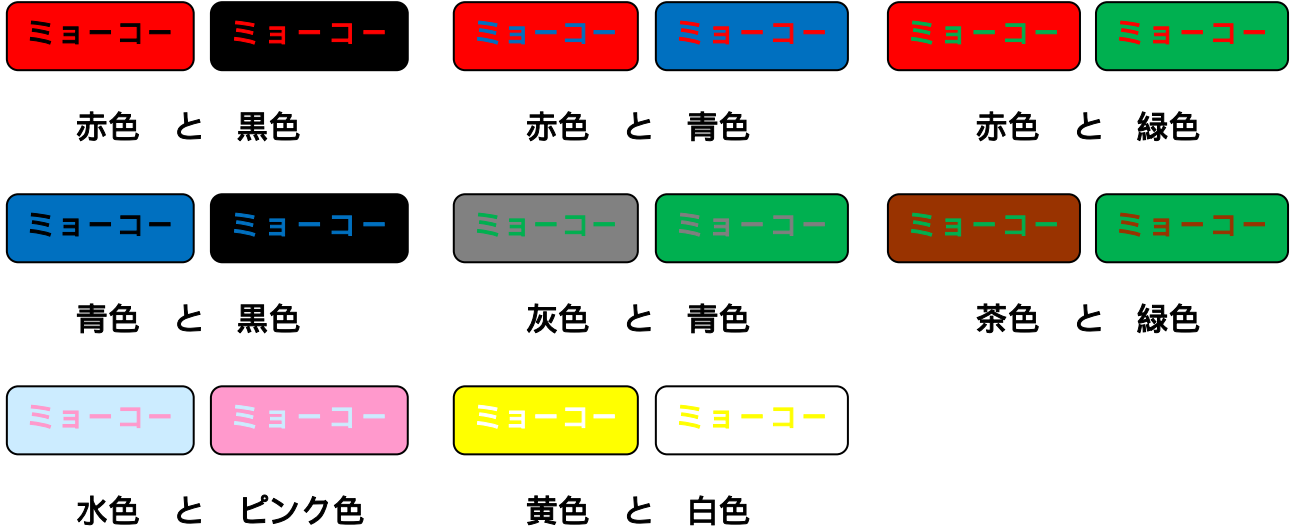 ミョーコー ミョーコー ミョーコー ミョーコー ミョーコー ミョーコー
赤色 と 黒色 赤色 と 青色 赤色 と 緑色
ミョーコー ミョーコー ミョーコー ミョーコー ミョーコー ミョーコー
青色 と 黒色 灰色 と 青色 茶色 と 緑色
ミョーコー ミョーコー ミョーコー ミョーコー
水色 と ピンク色 黄色 と 白色